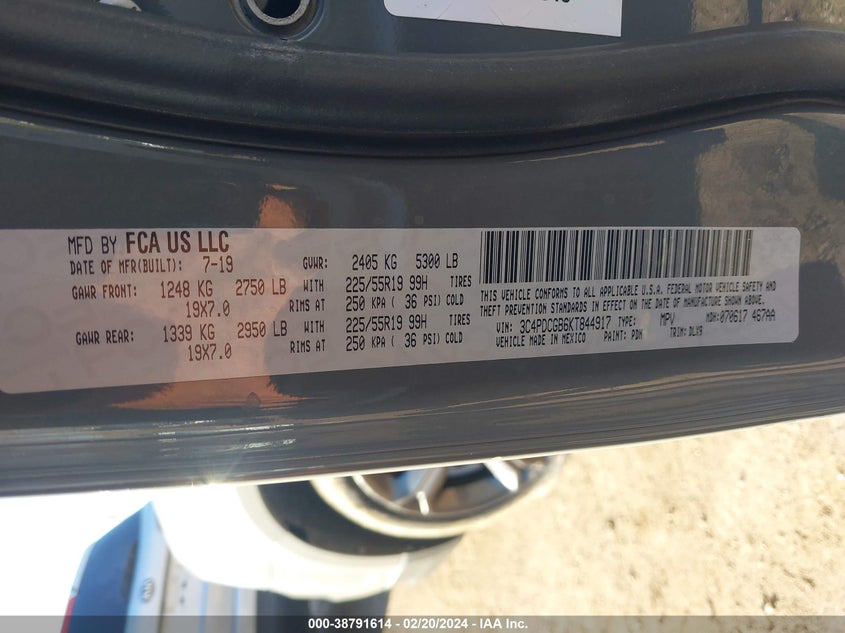 MFD BY FCA US LLC
DATE OF MFR(BUILT): 7-19
GVWR: 2405 KG 5300 LB
GAWR FRONT: 1248 KG 2750 LB WITH 225/55R19 99H TIRES
19X7.0 RIMS AT 250 KPA ( 36 PSI) COLD
GAWR REAR: 1339 KG 2950 LB WITH 225/55R19 99H TIRES
19X7.0 RIMS AT 250 KPA ( 36 PSI) COLD
THIS VEHICLE CONFORMS TO ALL APPLICABLE U.S.A. FEDERAL MOTOR VEHICLE SAFETY AND
THEFT PREVENTION STANDARDS IN EFFECT ON THE DATE OF MANUFACTURE SHOWN ABOVE.
VIN: 3C4PDCGB6KT844917 TYPE: MPV MDH:070617 467AA
VEHICLE MADE IN MEXICO PAINT: PDN TRIM: DLX9
000-38791614 - 02/20/2024 - IAA Inc.